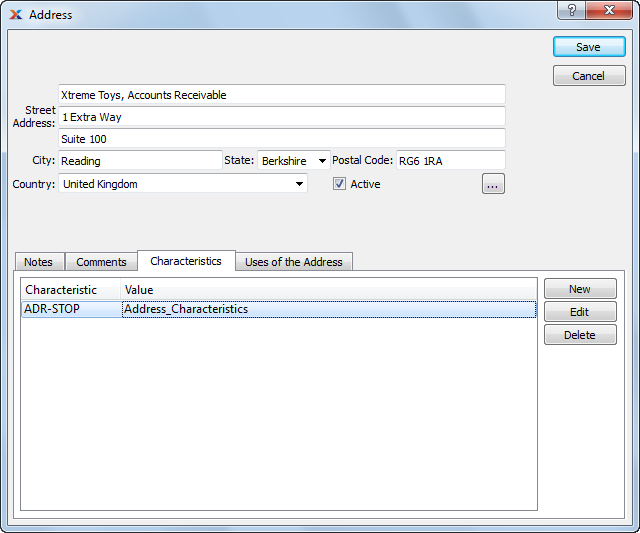 Address
Save
Cancel
Xtreme Toys, Accounts Receivable
Street Address:
1 Extra Way
Suite 100
City: Reading State: Berkshire Postal Code: RG6 1RA
Country: United Kingdom Active ...
Notes Comments Characteristics Uses of the Address
Characteristic Value
New
ADR-STOP Address_Characteristics
Edit
Delete